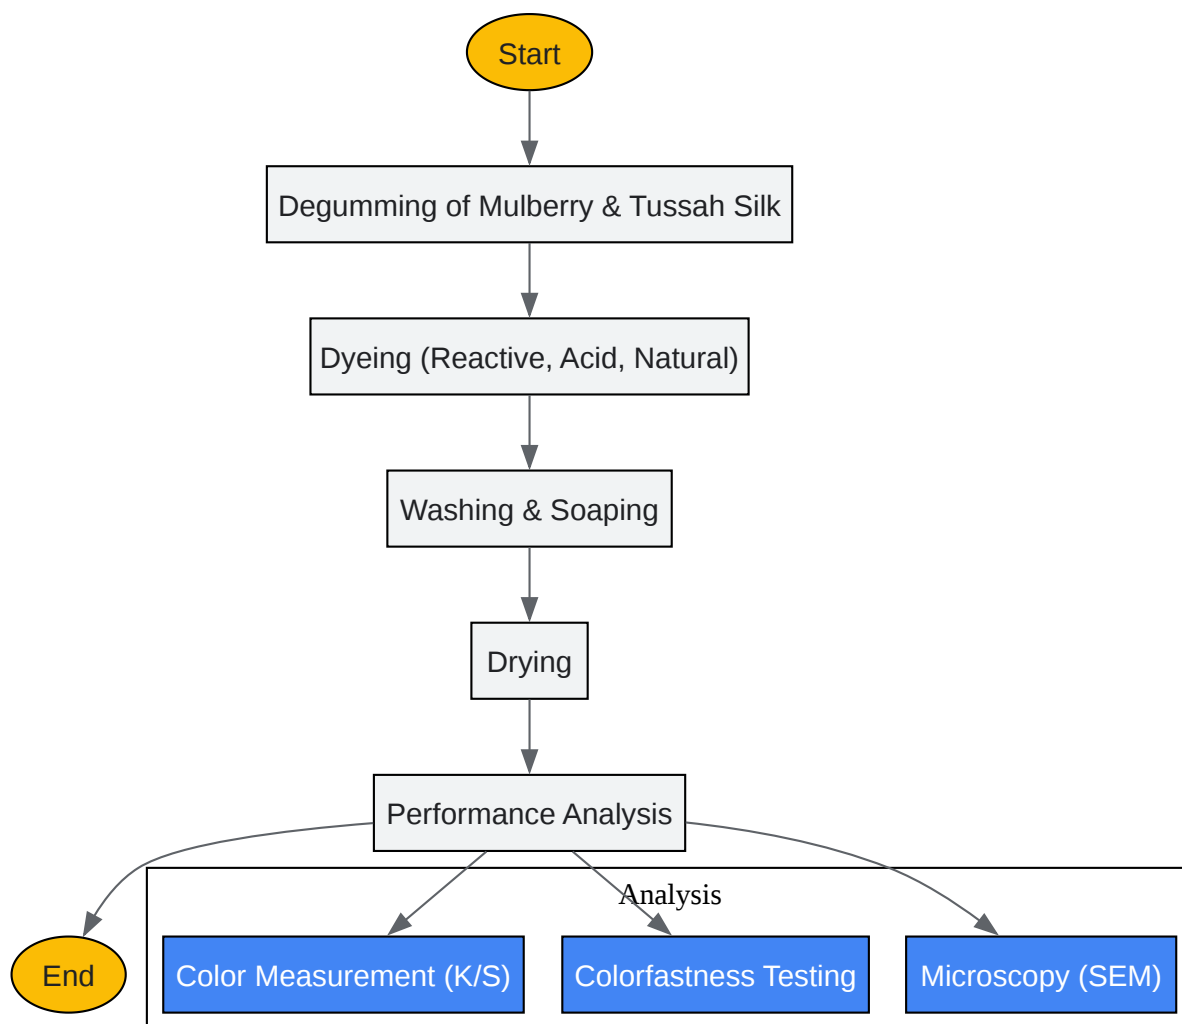 Start
Degumming of Mulberry & Tussah Silk
Dyeing (Reactive, Acid, Natural)
Washing & Soaping
Drying
Performance Analysis
Analysis
End
Color Measurement (K/S)
Colorfastness Testing
Microscopy (SEM)